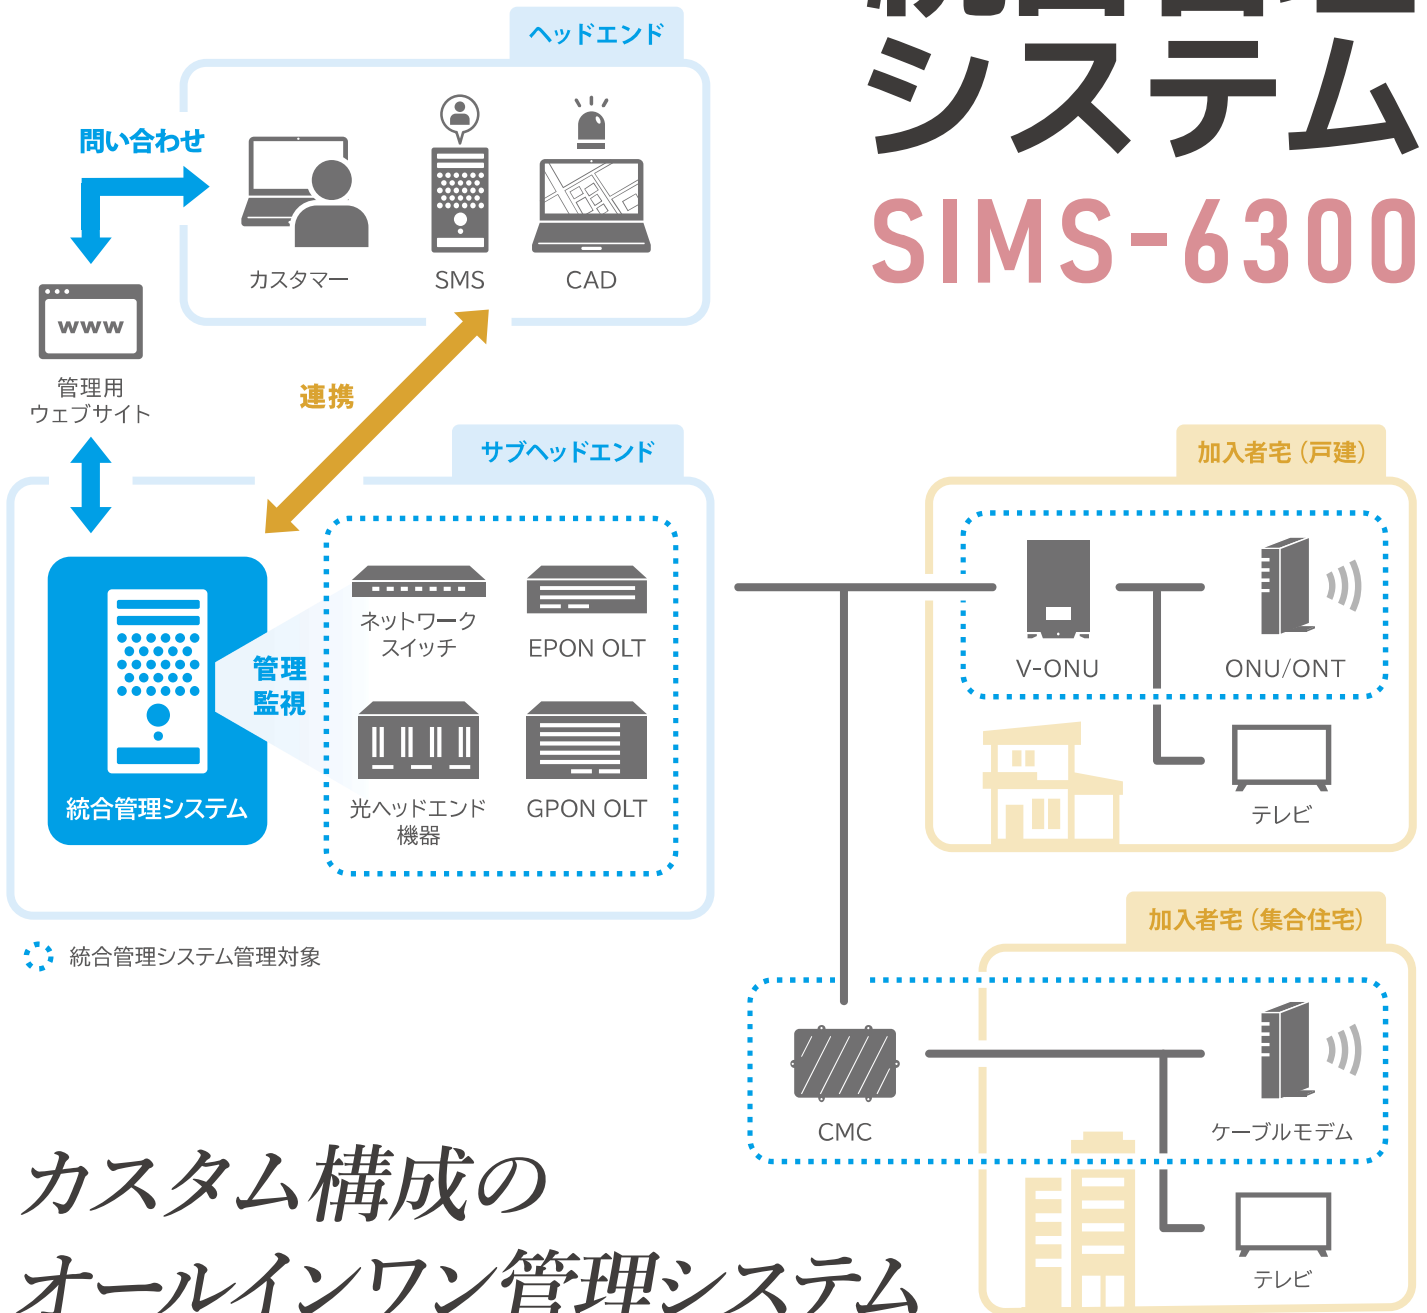 統合管理
システム
SIMS-6300
ヘッドエンド
問い合わせ
カスタマー
SMS
CAD
www
管理用
ウェブサイト
連携
サブヘッドエンド
統合管理システム
管理
監視
ネットワーク
スイッチ
EPON OLT
光ヘッドエンド
機器
GPON OLT
統合管理システム管理対象
加入者宅（戸建）
V-ONU
ONU/ONT
テレビ
加入者宅（集合住宅）
CMC
ケーブルモデム
テレビ
カスタム構成の
オールインワン管理システム